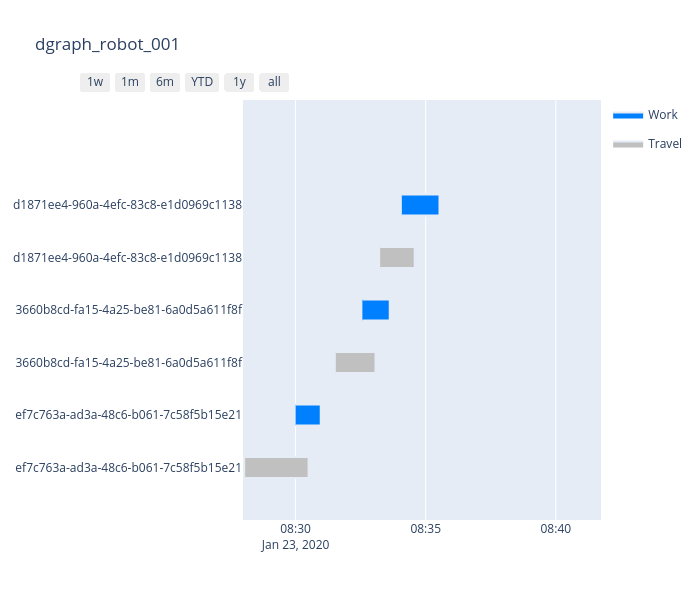 dgraph_robot_001
1w 1m 6m YTD 1y all
Work
Travel
d1871ee4-960a-4efc-83c8-e1d0969c1138
d1871ee4-960a-4efc-83c8-e1d0969c1138
3660b8cd-fa15-4a25-be81-6a0d5a611f8f
3660b8cd-fa15-4a25-be81-6a0d5a611f8f
ef7c763a-ad3a-48c6-b061-7c58f5b15e21
ef7c763a-ad3a-48c6-b061-7c58f5b15e21
08:30 08:35 08:40
Jan 23, 2020